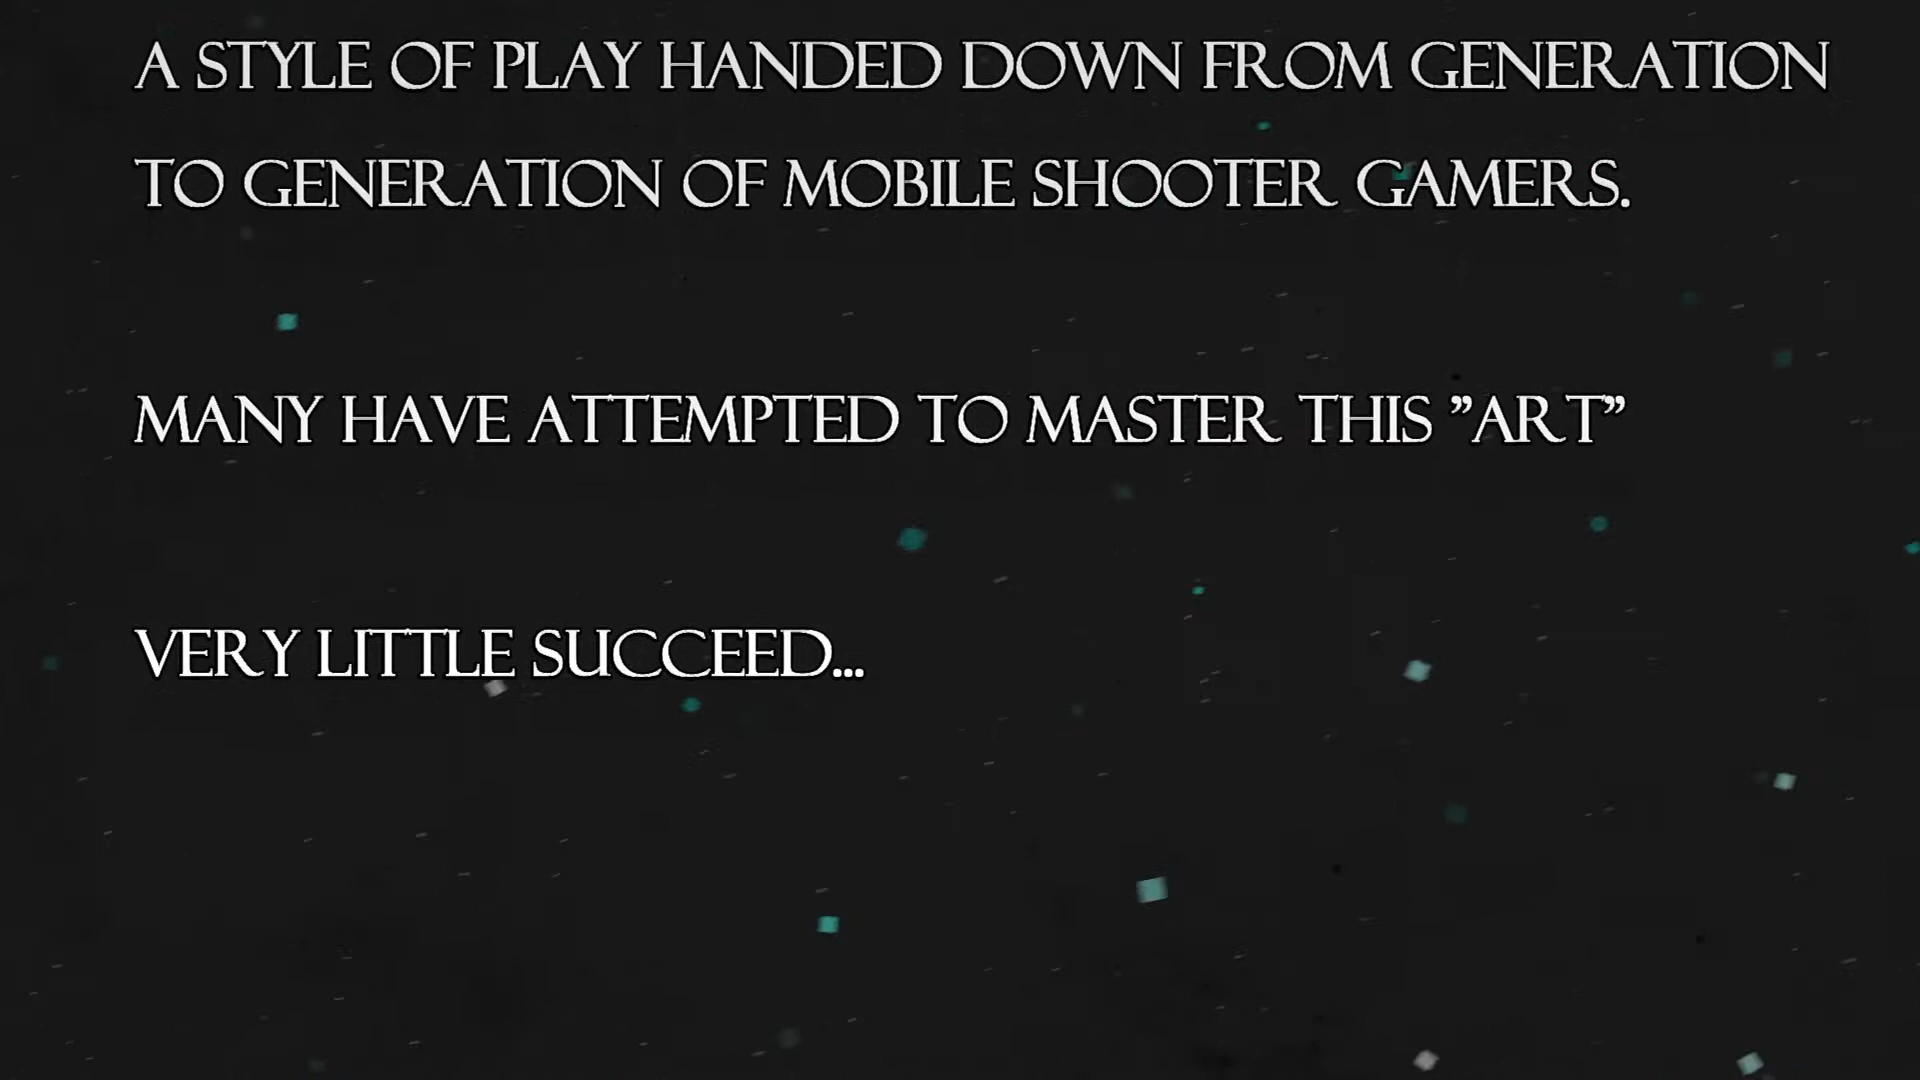 A STYLE OF PLAY HANDED DOWN FROM GENERATION
TO GENERATION OF MOBILE SHOOTER GAMERS.
MANY HAVE ATTEMPTED TO MASTER THIS ”ART”
VERY LITTLE SUCCEED...